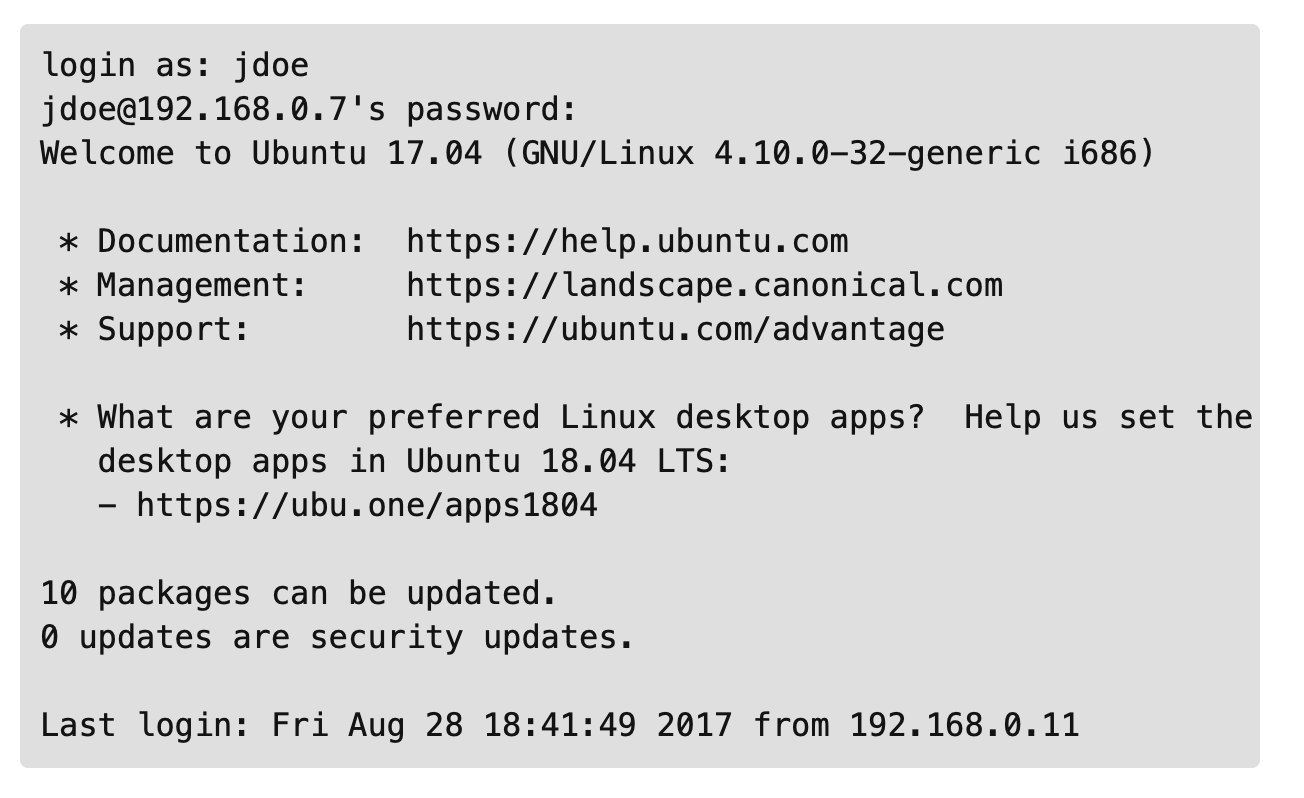 login as: jdoe
jdoe@192.168.0.7's password:
Welcome to Ubuntu 17.04 (GNU/Linux 4.10.0-32-generic i686)

 * Documentation:  https://help.ubuntu.com
 * Management:     https://landscape.canonical.com
 * Support:        https://ubuntu.com/advantage

 * What are your preferred Linux desktop apps?  Help us set the
   desktop apps in Ubuntu 18.04 LTS:
   - https://ubu.one/apps1804

10 packages can be updated.
0 updates are security updates.

Last login: Fri Aug 28 18:41:49 2017 from 192.168.0.11